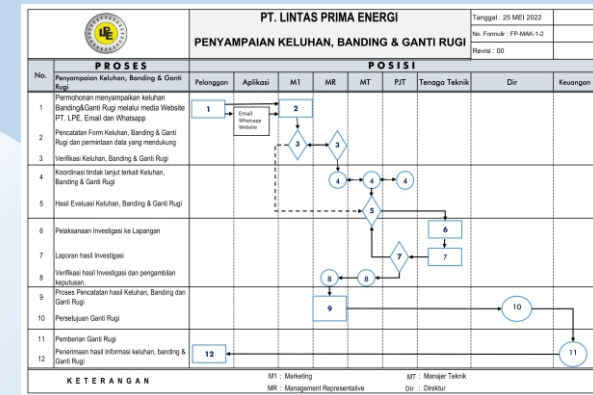 LPE
PT. LINTAS PRIMA ENERGI
PENYAMPAIAN KELUHAN, BANDING & GANTI RUGI
Tanggal : 25 MEI 2022
No. Formulir : FP-MAK-1-2
Revisi : 00
No.
PROSES
POSISI
Penyampaian Keluhan, Banding & Ganti
Rugi
Pelanggan
Aplikasi
M1
MR
MT
PJT
Tenaga Teknik
Dir
Keuangan
1
Permohonan menyampaikan keluhan
Banding&Ganti Rugi melalui media Website
PT. LPE, Email dan Whatsapp
1
Email
Whatsapp
Website
2
2
Pencatatan Form Keluhan, Banding & Ganti
Rugi dan permintaan data yang mendukung
3
3
3
Verifikasi Keluhan, Banding & Ganti Rugi
4
Koordinasi tindak lanjut terkait Keluhan,
Banding & Ganti Rugi
4
4
4
5
Hasil Evaluasi Keluhan, Banding & Ganti Rugi
5
6
Pelaksanaan Investigasi ke Lapangan
6
7
Laporan hasil Investigasi
7
7
8
Verifikasi hasil Investigasi dan pengambilan
keputusan.
8
8
9
Proses Pencatatan hasil Keluhan, Banding dan
Ganti Rugi
9
10
10
Persetujuan Ganti Rugi
11
Pemberian Ganti Rugi
11
12
Penerimaan hasil Informasi keluhan, banding &
Ganti Rugi
12
KETERANGAN
M1 : Marketing
MR : Management Representative
MT : Manajer Teknik
Dir : Direktur